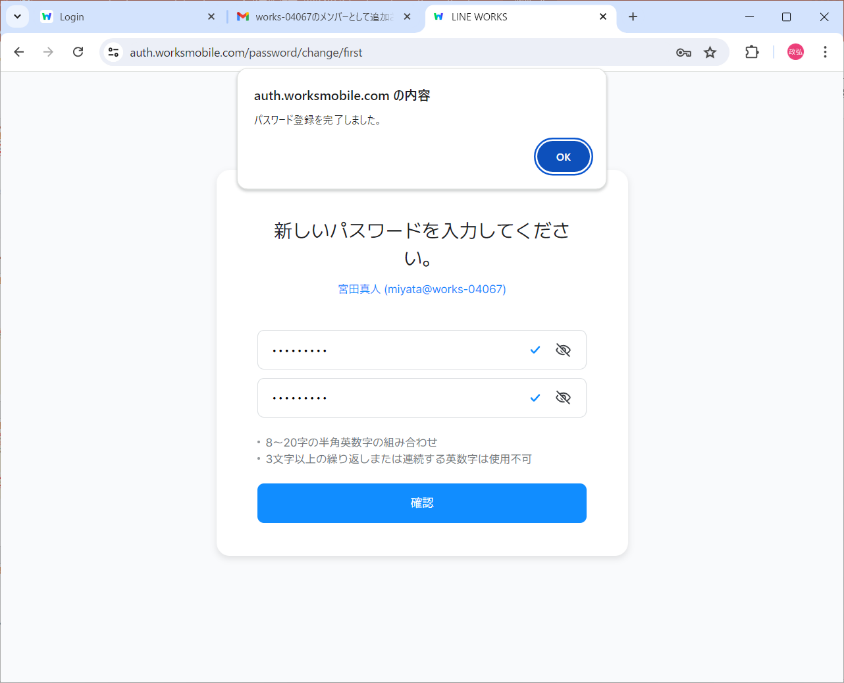 Login
works-04067のメンバーとして追加
LINE WORKS
auth.worksmobile.com/password/change/first
政弘
auth.worksmobile.com の内容
パスワード登録を完了しました。
OK
新しいパスワードを入力してくださ
い。
宮田真人 (miyata@works-04067)
•••••••••
•••••••••
• 8~20字の半角英数字の組み合わせ
• 3文字以上の繰り返しまたは連続する英数字は使用不可
確認